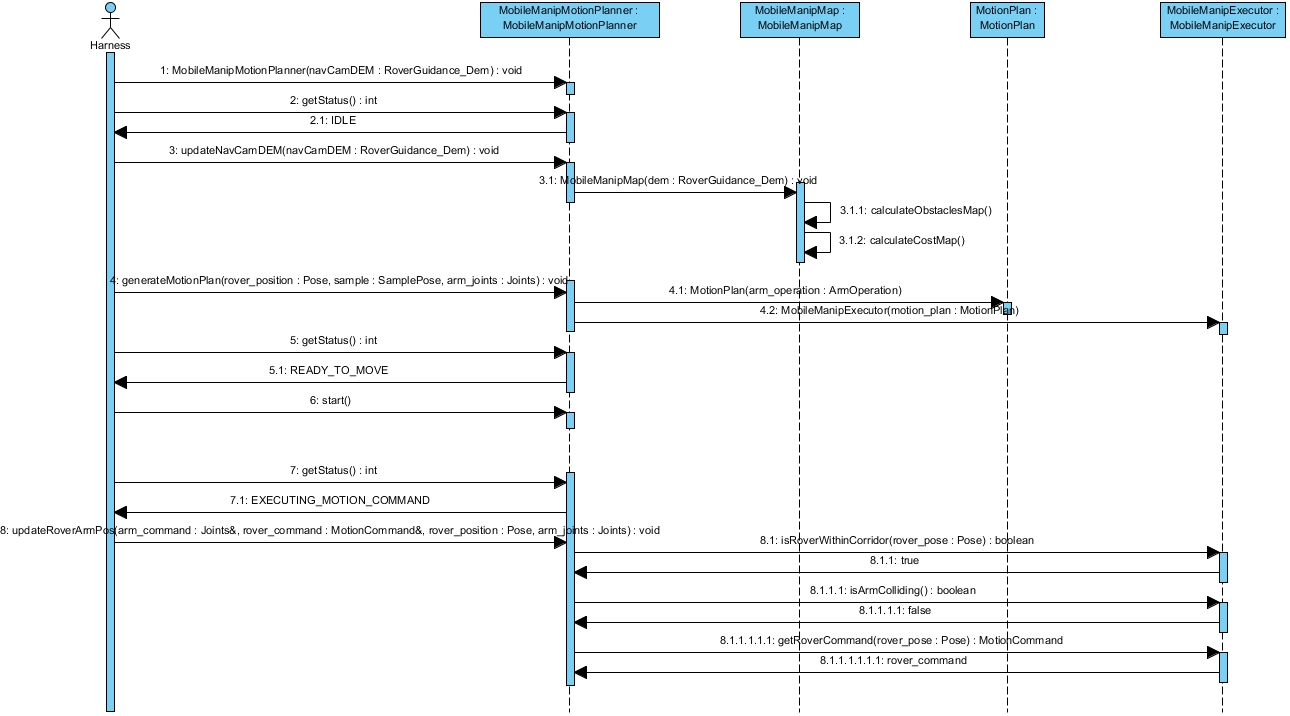 MobileManipMotionPlanner :
MobileManipMotionPlanner
MobileManipMap :
MobileManipMap
MotionPlan :
MotionPlan
MobileManipExecutor :
MobileManipExecutor
Harness
1: MobileManipMotionPlanner(navCamDEM : RoverGuidance_Dem) : void
2: getStatus() : int
2.1: IDLE
3: updateNavCamDEM(navCamDEM : RoverGuidance_Dem) : void
3.1: MobileManipMap(dem : RoverGuidance_Dem) : void
3.1.1: calculateObstaclesMap()
3.1.2: calculateCostMap()
4: generateMotionPlan(rover_position : Pose, sample : SamplePose, arm_joints : Joints) : void
4.1: MotionPlan(arm_operation : ArmOperation)
4.2: MobileManipExecutor(motion_plan : MotionPlan)
5: getStatus() : int
5.1: READY_TO_MOVE
6: start()
7: getStatus() : int
7.1: EXECUTING_MOTION_COMMAND
8: updateRoverArmPos(arm_command : Joints&, rover_command : MotionCommand&, rover_position : Pose, arm_joints : Joints) : void
8.1: isRoverWithinCorridor(rover_pose : Pose) : boolean
8.1.1: true
8.1.1.1: isArmColliding() : boolean
8.1.1.1.1: false
8.1.1.1.1.1: getRoverCommand(rover_pose : Pose) : MotionCommand
8.1.1.1.1.1.1: rover_command